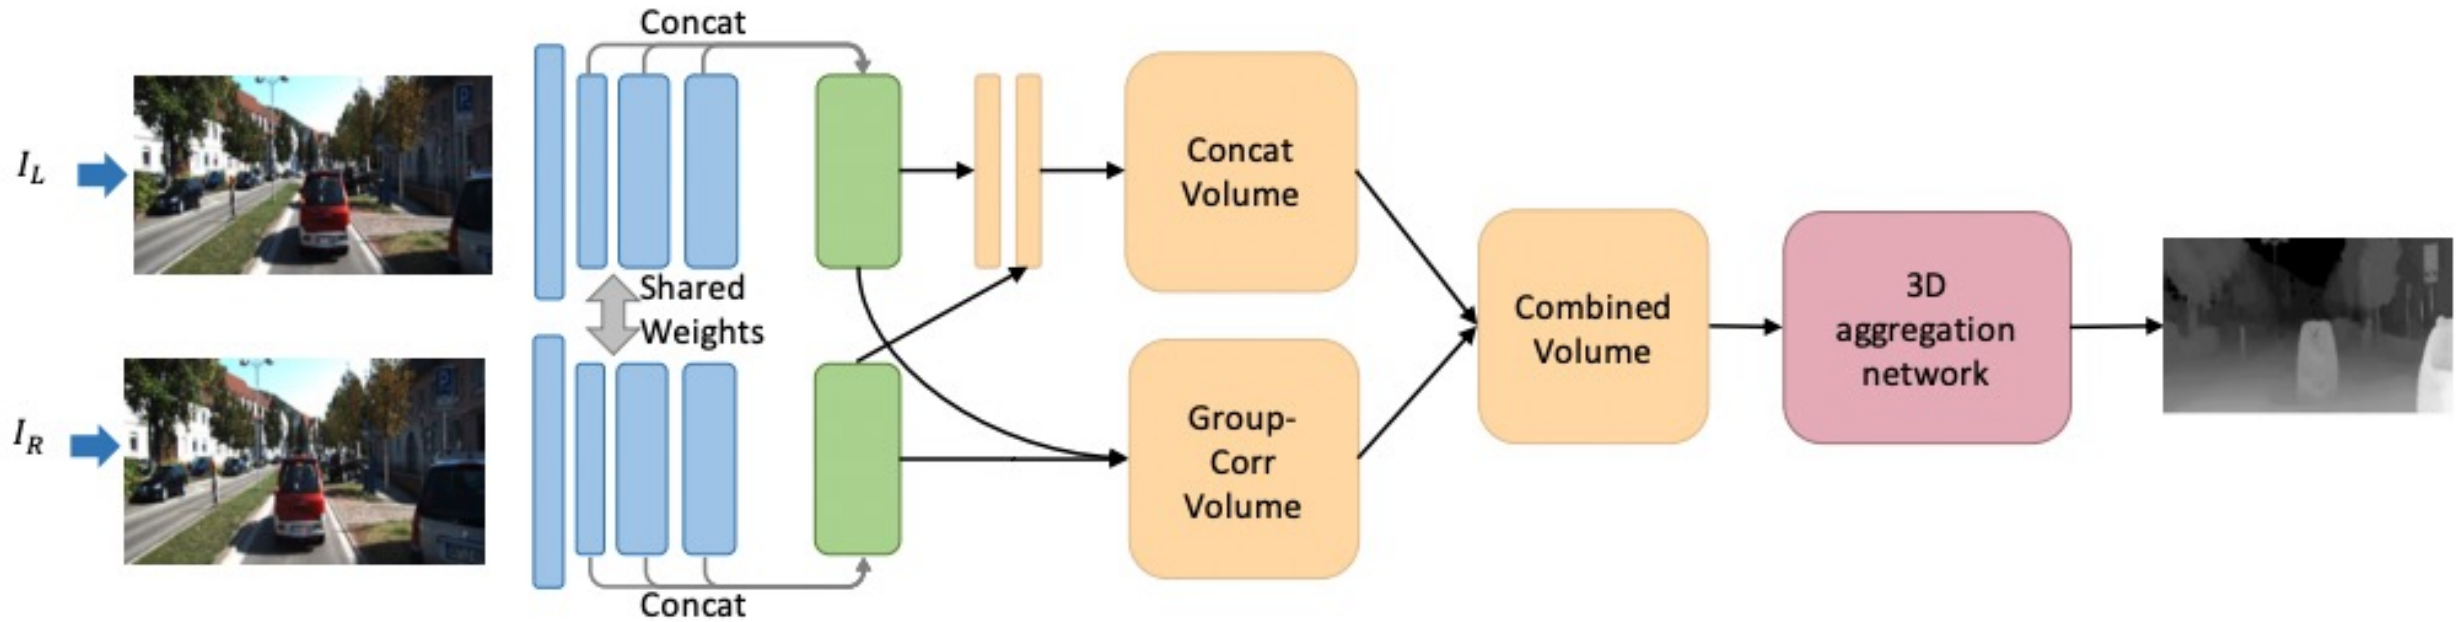 Concat
I_L
Concat
Volume
Shared
Weights
Combined
Volume
3D
aggregation
network
I_R
Group-
Corr
Volume
Concat